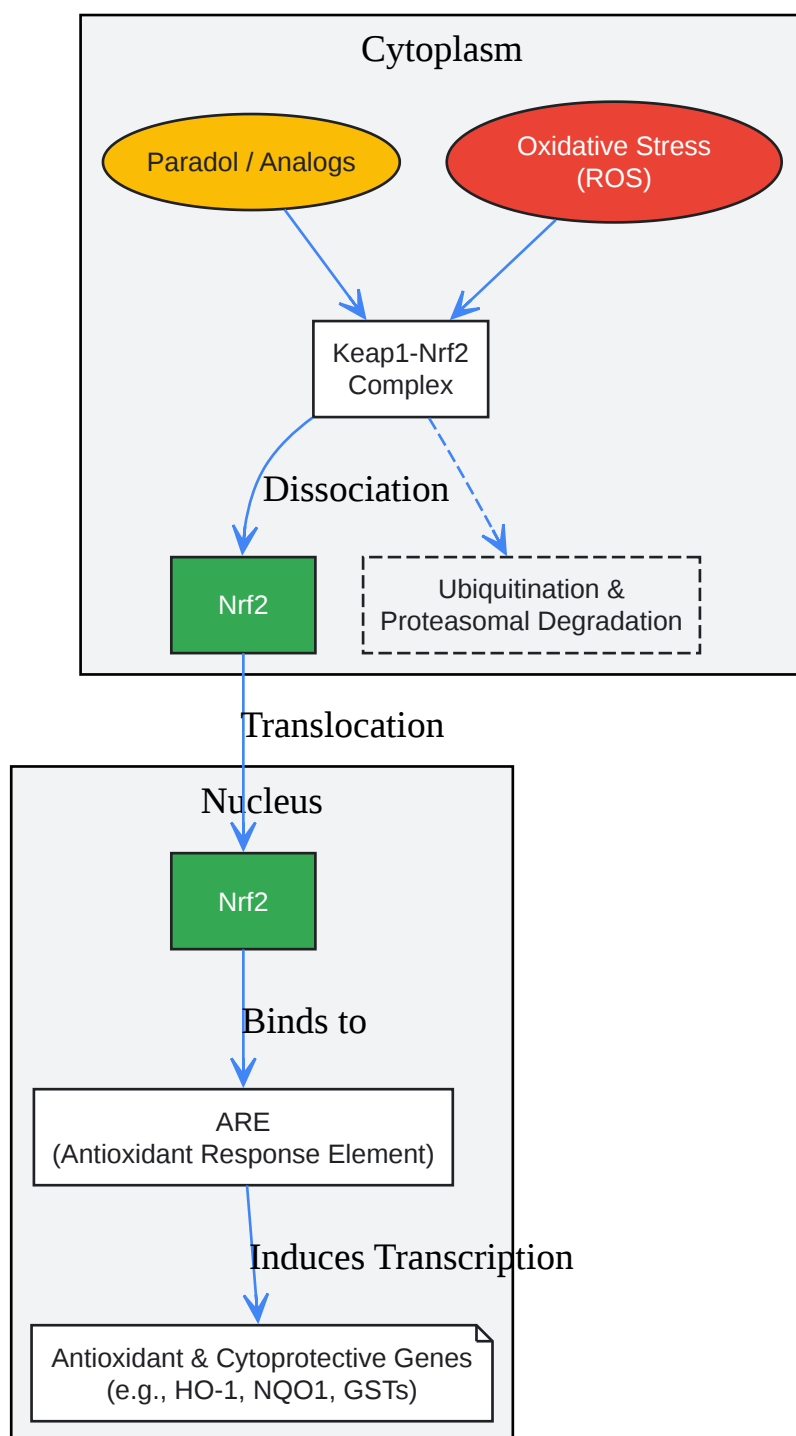 Cytoplasm
Paradol / Analogs
Oxidative Stress
(ROS)
Keap1-Nrf2
Complex
Dissociation
Nrf2
Ubiquitination &
Proteasomal Degradation
Translocation
Nucleus
Nrf2
Binds to
ARE
(Antioxidant Response Element)
Induces Transcription
Antioxidant & Cytoprotective Genes
(e.g., HO-1, NQO1, GSTs)